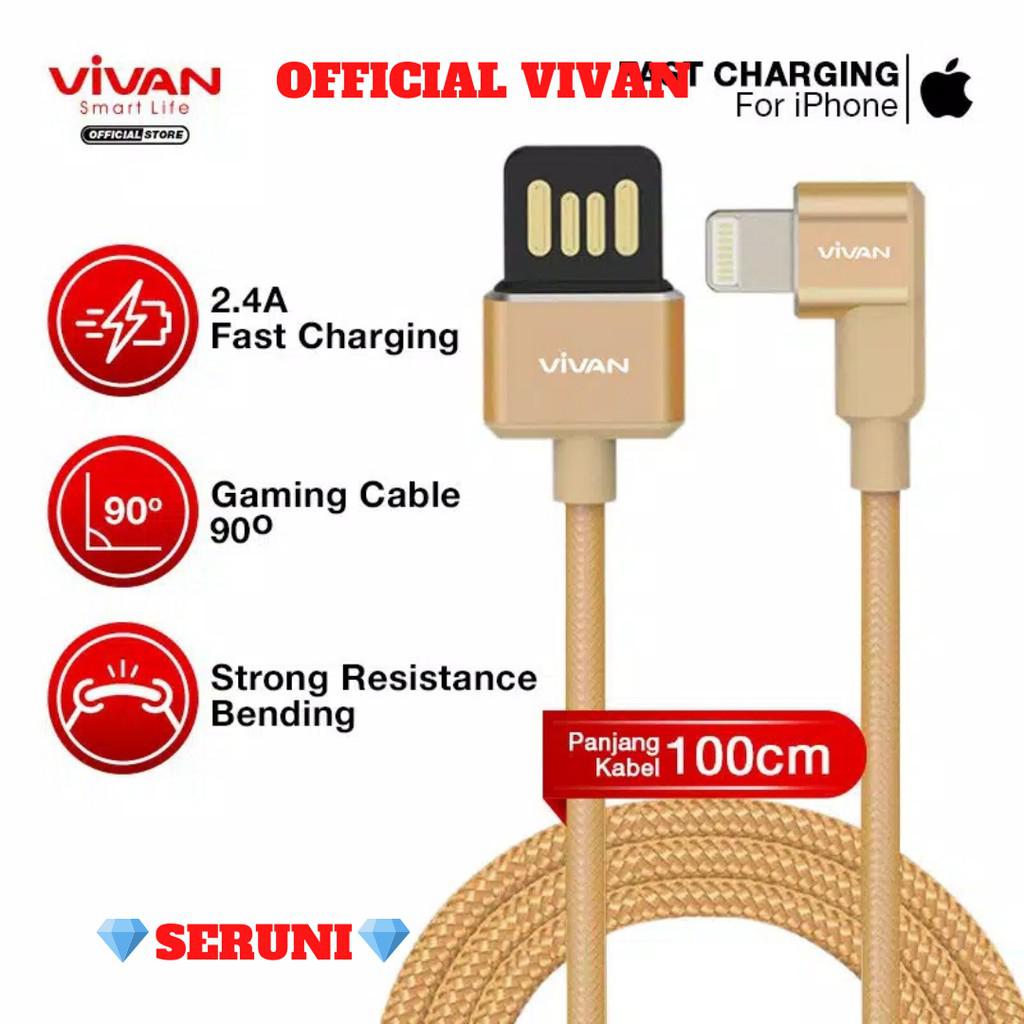 ViVAN
Smart Life
OFFICIAL STORE
OFFICIAL VIVAN
FAST CHARGING
For iPhone
ViVAN
ViVAN
2.4A
Fast Charging
90º
Gaming Cable
90º
Strong Resistance
Bending
Panjang
Kabel
100cm
SERUNI